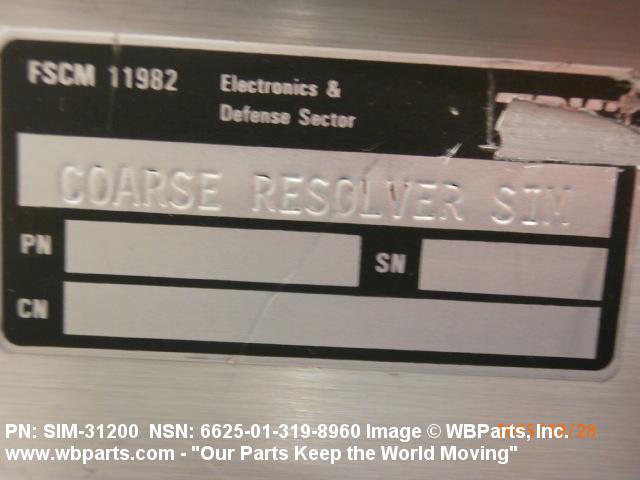 FSCM 11982
Electronics &
Defense Sector
COARSE RESOLVER SIM
PN
SN
CN
PN: SIM-31200 NSN: 6625-01-319-8960 Image © WBParts, Inc.
www.wbparts.com - "Our Parts Keep the World Moving"